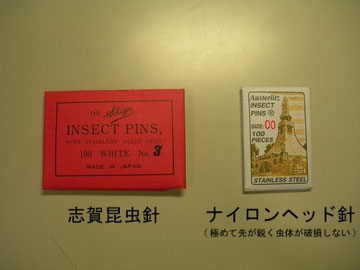 THE Shiga
INSECT PINS,
WITH STAINLESS SOLID HEAD
100 WHITE No. 3
MADE IN JAPAN
志賀昆虫針
Austerlitz
INSECT
PINS ®
SIZE: 00
100
PIECES
STAINLESS STEEL
ナイロンヘッド針
(極めて先が鋭く虫体が破損しない)